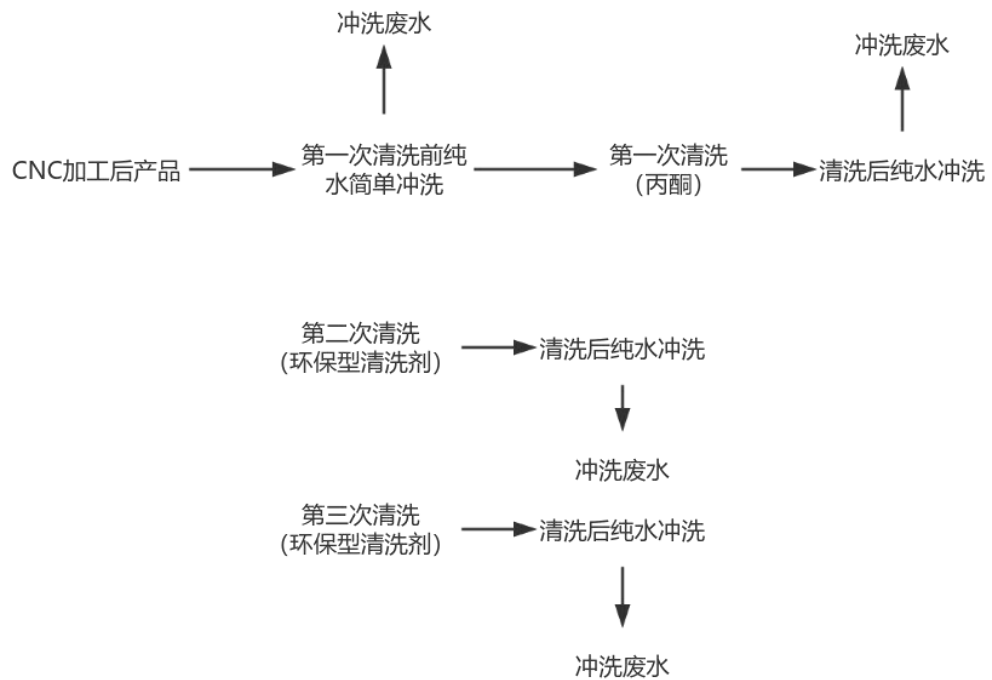 冲洗废水
冲洗废水
CNC加工后产品
第一次清洗前纯
水简单冲洗
第一次清洗
（丙酮）
清洗后纯水冲洗
第二次清洗
（环保型清洗剂）
清洗后纯水冲洗
冲洗废水
第三次清洗
（环保型清洗剂）
清洗后纯水冲洗
冲洗废水